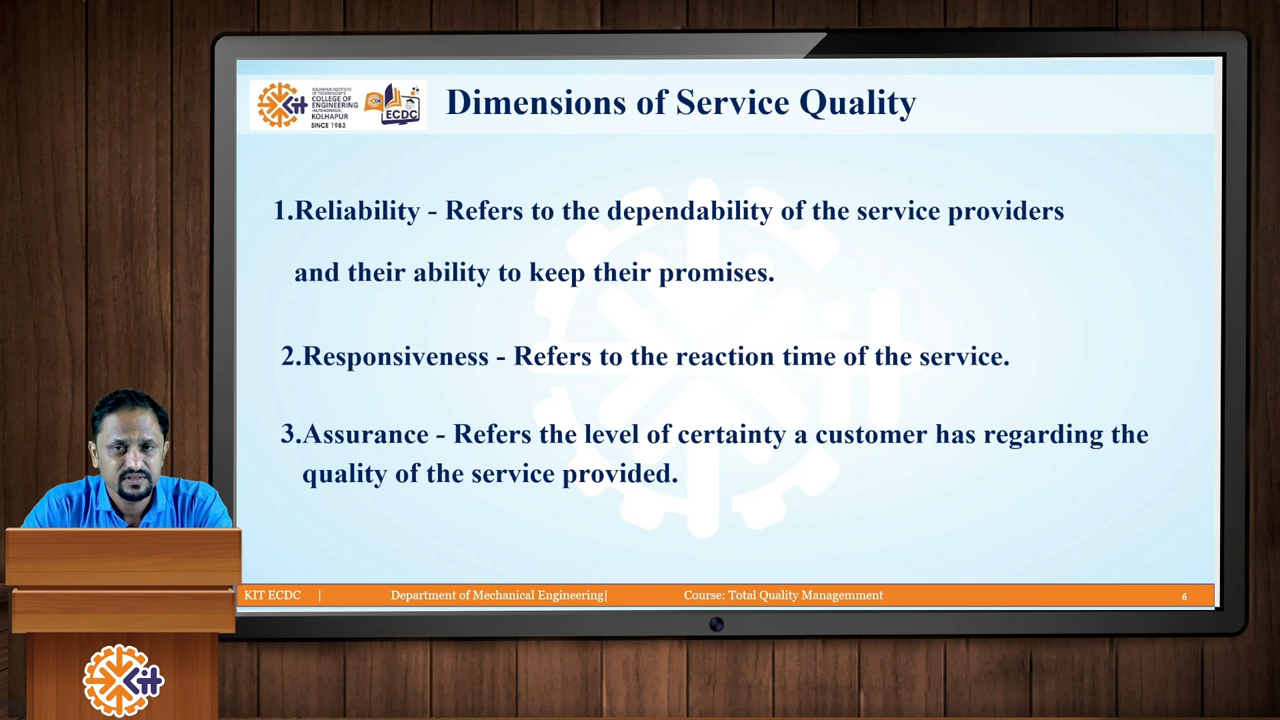 KOLHAPUR INSTITUTE
OF TECHNOLOGY'S
COLLEGE OF
ENGINEERING
(AUTONOMOUS),
KOLHAPUR
SINCE 1983
Kit
ECDC
Dimensions of Service Quality
1.Reliability - Refers to the dependability of the service providers
and their ability to keep their promises.
2.Responsiveness - Refers to the reaction time of the service.
3.Assurance - Refers the level of certainty a customer has regarding the
quality of the service provided.
KIT ECDC | Department of Mechanical Engineering| Course: Total Quality Managemment 6
Kit